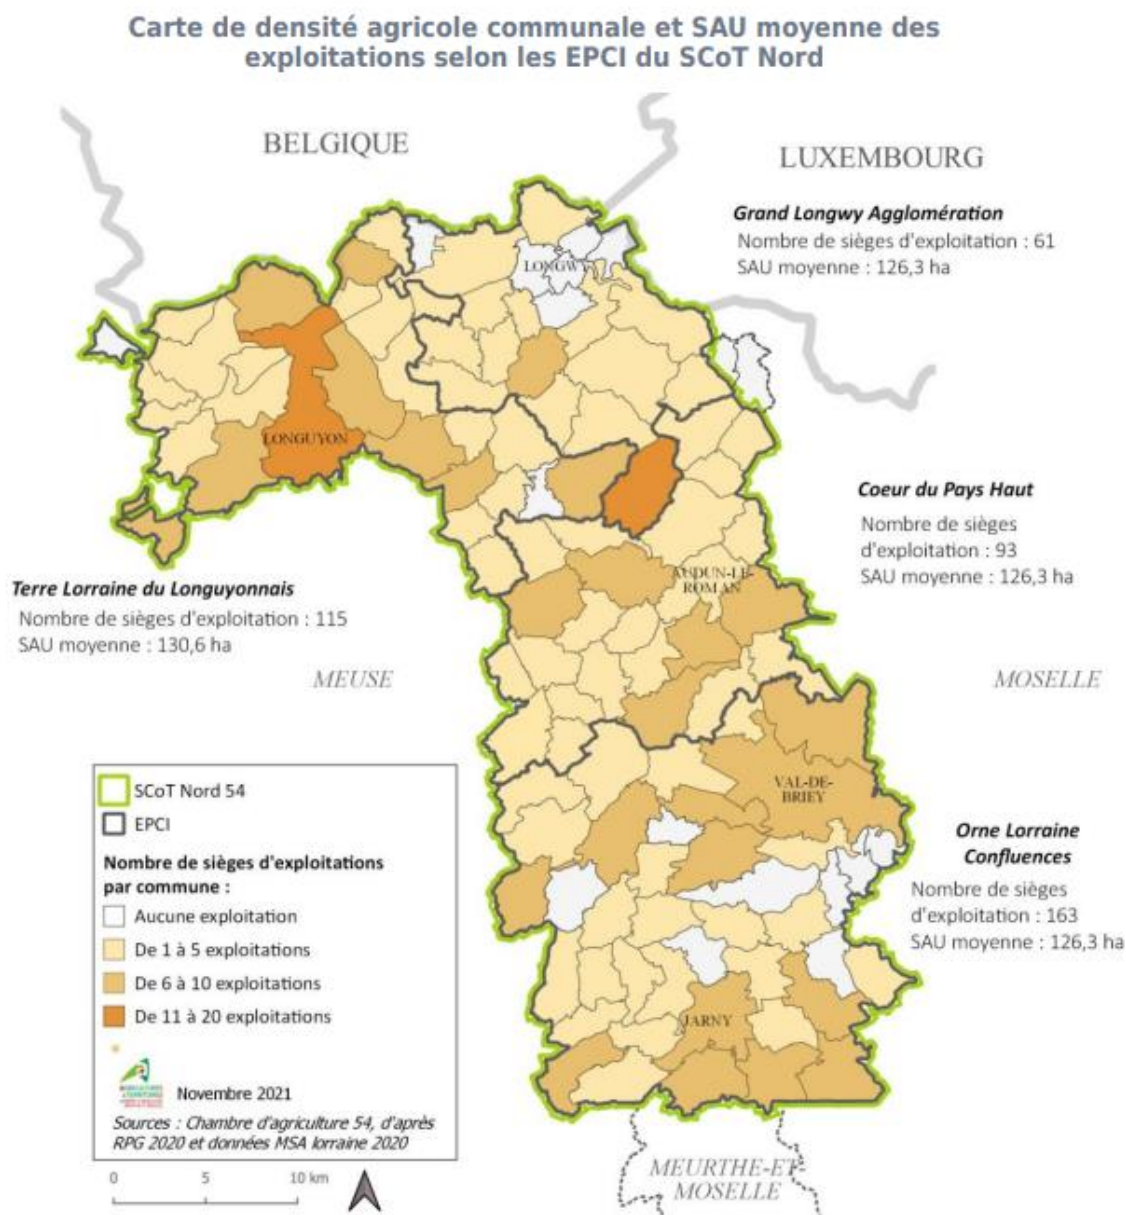 Carte de densité agricole communale et SAU moyenne des
exploitations selon les EPCI du SCoT Nord
BELGIQUE
LUXEMBOURG
Grand Longwy Agglomération
Nombre de sièges d'exploitation : 61
SAU moyenne : 126,3 ha
LONGWY
LONGUYON
Coeur du Pays Haut
Nombre de sièges
d'exploitation : 93
SAU moyenne : 126,3 ha
AUDUN-LE-
ROMAN
Terre Lorraine du Longuyonnais
Nombre de sièges d'exploitation : 115
SAU moyenne : 130,6 ha
MEUSE
MOSELLE
VAL-DE-
BRIEY
Orne Lorraine
Confluences
Nombre de sièges
d'exploitation : 163
SAU moyenne : 126,3 ha
JARNY
SCoT Nord 54
EPCI
Nombre de sièges d'exploitations
par commune :
Aucune exploitation
De 1 à 5 exploitations
De 6 à 10 exploitations
De 11 à 20 exploitations
Novembre 2021
Sources : Chambre d'agriculture 54, d'après
RPG 2020 et données MSA lorraine 2020
MEURTHE-ET-
MOSELLE
0 5 10 km